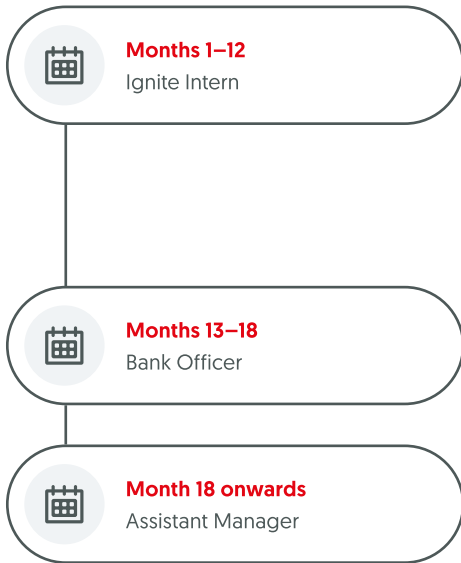 Months 1–12
Ignite Intern
Months 13–18
Bank Officer
Month 18 onwards
Assistant Manager